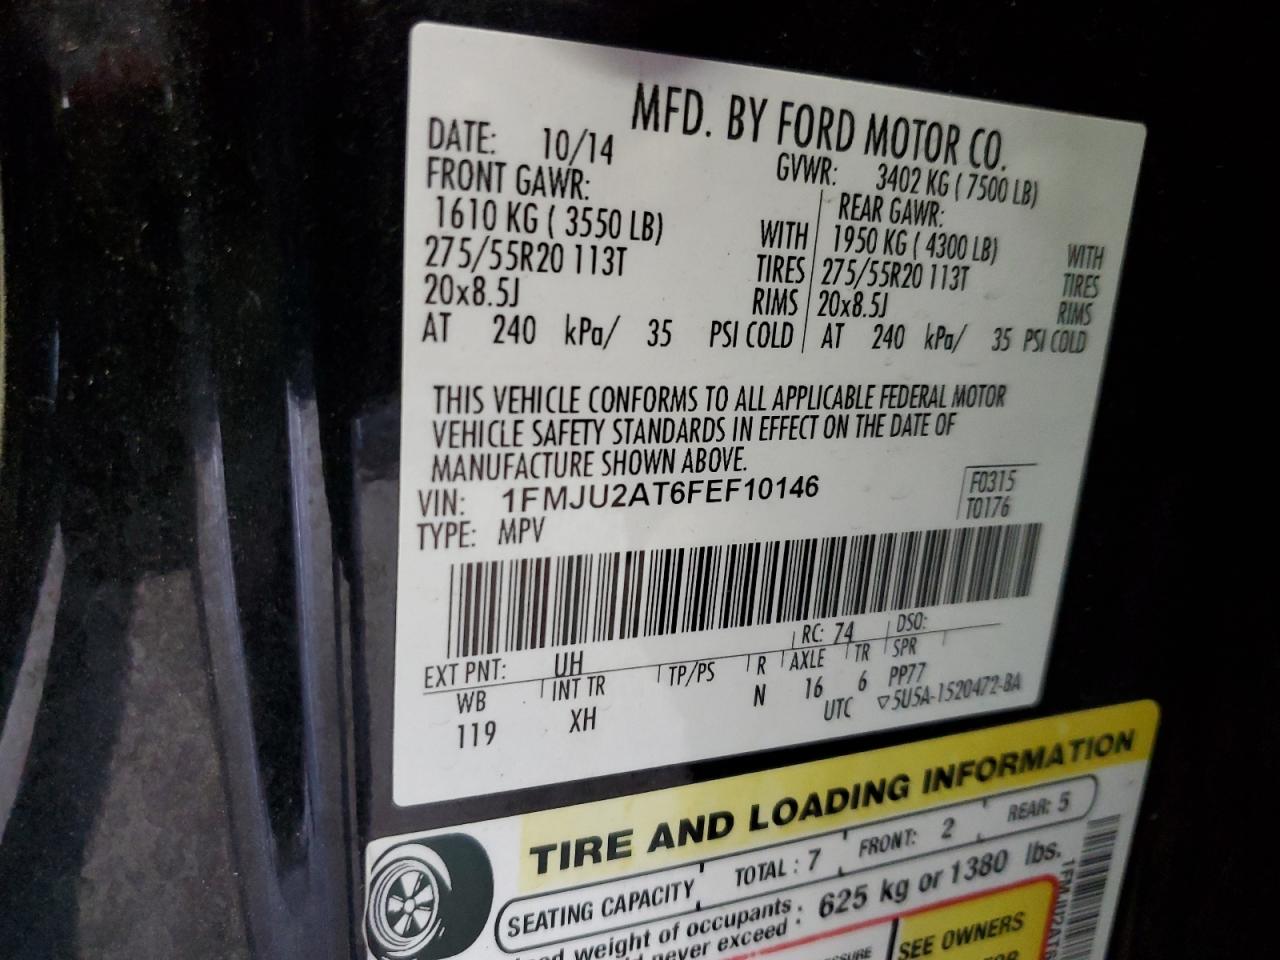 MFD. BY FORD MOTOR CO.
DATE: 10/14
GVWR: 3402 KG ( 7500 LB)
FRONT GAWR:
1610 KG ( 3550 LB) WITH
275/55R20 113T TIRES
20x8.5J RIMS
AT 240 kPa/ 35 PSI COLD
REAR GAWR:
1950 KG ( 4300 LB) WITH
275/55R20 113T TIRES
20x8.5J RIMS
AT 240 kPa/ 35 PSI COLD
THIS VEHICLE CONFORMS TO ALL APPLICABLE FEDERAL MOTOR
VEHICLE SAFETY STANDARDS IN EFFECT ON THE DATE OF
MANUFACTURE SHOWN ABOVE.
VIN: 1FMJU2AT6FEF10146
TYPE: MPV
F0315
T0176
EXT PNT: UH RC: 74 DSO:
WB INT TR TP/PS R AXLE TR SPR
119 XH N 16 6 PP77
UTC ▽5U5A-1520472-BA
TIRE AND LOADING INFORMATION
SEATING CAPACITY TOTAL : 7 FRONT: 2 REAR: 5
weight of occupants : 625 kg or 1380 lbs.
never exceed :
SEE OWNERS